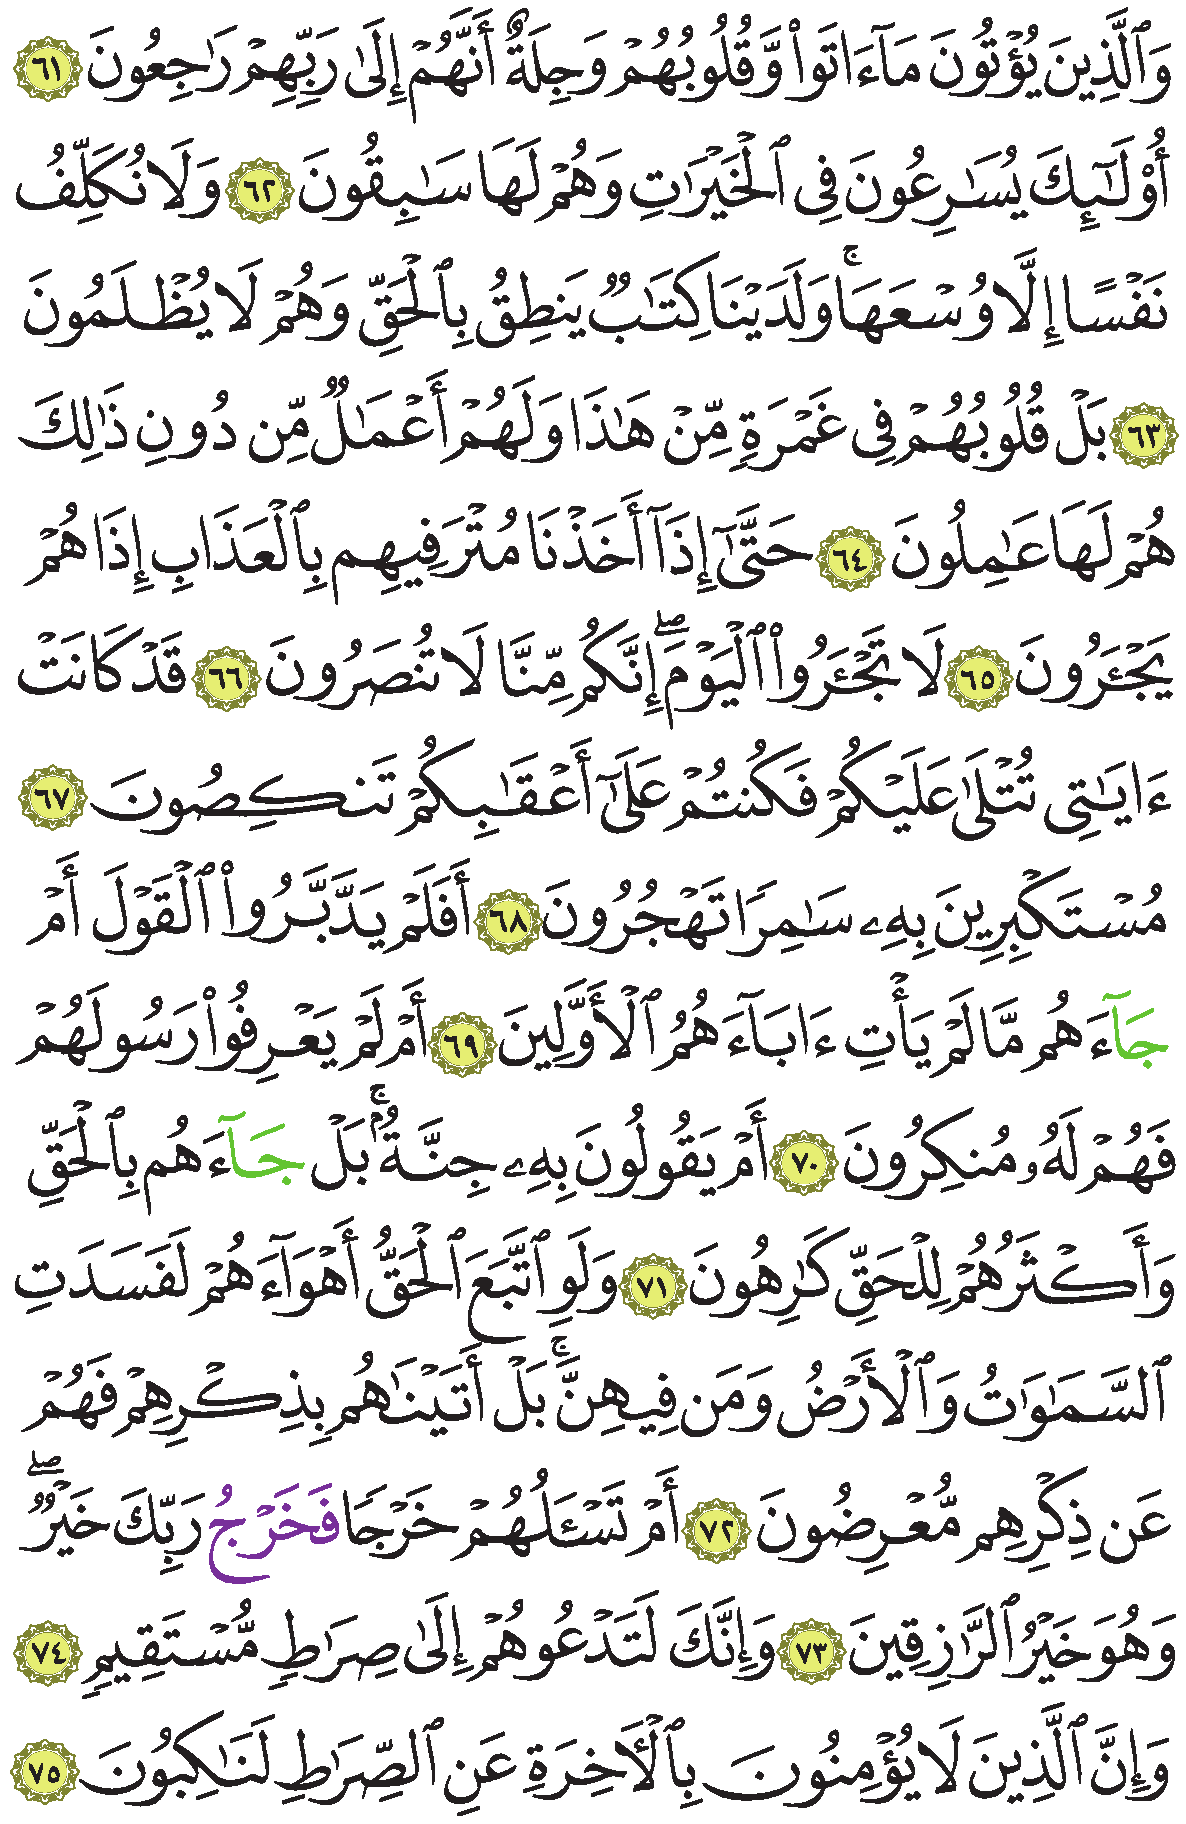 وَٱلَّذِينَ يُؤۡتُونَ مَآ ءَاتَواْ وَّقُلُوبُهُمۡ وَجِلَةٌ أَنَّهُمۡ إِلَىٰ رَبِّهِمۡ رَٰجِعُونَ ٦١
أُوْلَـٰٓئِكَ يُسَٰرِعُونَ فِي ٱلۡخَيۡرَٰتِ وَهُمۡ لَهَا سَٰبِقُونَ ٦٢ وَلَا نُكَلِّفُ
نَفۡسًا إِلَّا وُسۡعَهَاۚ وَلَدَيۡنَا كِتَٰبٞ يَنطِقُ بِٱلۡحَقِّ وَهُمۡ لَا يُظۡلَمُونَ
٦٣ بَلۡ قُلُوبُهُمۡ فِي غَمۡرَةٖ مِّنۡ هَٰذَا وَلَهُمۡ أَعۡمَٰلٞ مِّن دُونِ ذَٰلِكَ
هُمۡ لَهَا عَٰمِلُونَ ٦٤ حَتَّىٰٓ إِذَآ أَخَذۡنَا مُتۡرَفِيهِم بِٱلۡعَذَابِ إِذَا هُمۡ
يَجۡـَٔرُونَ ٦٥ لَا تَجۡـَٔرُواْ ٱلۡيَوۡمَۖ إِنَّكُم مِّنَّا لَا تُنصَرُونَ ٦٦ قَدۡ كَانَتۡ
ءَايَٰتِي تُتۡلَىٰ عَلَيۡكُمۡ فَكُنتُمۡ عَلَىٰٓ أَعۡقَٰبِكُمۡ تَنكِصُونَ ٦٧
مُسۡتَكۡبِرِينَ بِهِۦ سَٰمِرٗا تَهۡجُرُونَ ٦٨ أَفَلَمۡ يَدَّبَّرُواْ ٱلۡقَوۡلَ أَمۡ
جَآءَهُم مَّا لَمۡ يَأۡتِ ءَابَآءَهُمُ ٱلۡأَوَّلِينَ ٦٩ أَمۡ لَمۡ يَعۡرِفُواْ رَسُولَهُمۡ
فَهُمۡ لَهُۥ مُنكِرُونَ ٧٠ أَمۡ يَقُولُونَ بِهِۦ جِنَّةُۢۚ بَلۡ جَآءَهُم بِٱلۡحَقِّ
وَأَكۡثَرُهُمۡ لِلۡحَقِّ كَٰرِهُونَ ٧١ وَلَوِ ٱتَّبَعَ ٱلۡحَقُّ أَهۡوَآءَهُمۡ لَفَسَدَتِ
ٱلسَّمَٰوَٰتُ وَٱلۡأَرۡضُ وَمَن فِيهِنَّۚ بَلۡ أَتَيۡنَٰهُم بِذِكۡرِهِمۡ فَهُمۡ
عَن ذِكۡرِهِم مُّعۡرِضُونَ ٧٢ أَمۡ تَسۡـَٔلُهُمۡ خَرۡجٗا فَخَرۡجُ رَبِّكَ خَيۡرٞۖ
وَهُوَ خَيۡرُ ٱلرَّٰزِقِينَ ٧٣ وَإِنَّكَ لَتَدۡعُوهُمۡ إِلَىٰ صِرَٰطٖ مُّسۡتَقِيمٖ ٧٤
وَإِنَّ ٱلَّذِينَ لَا يُؤۡمِنُونَ بِٱلۡأٓخِرَةِ عَنِ ٱلصِّرَٰطِ لَنَٰكِبُونَ ٧٥